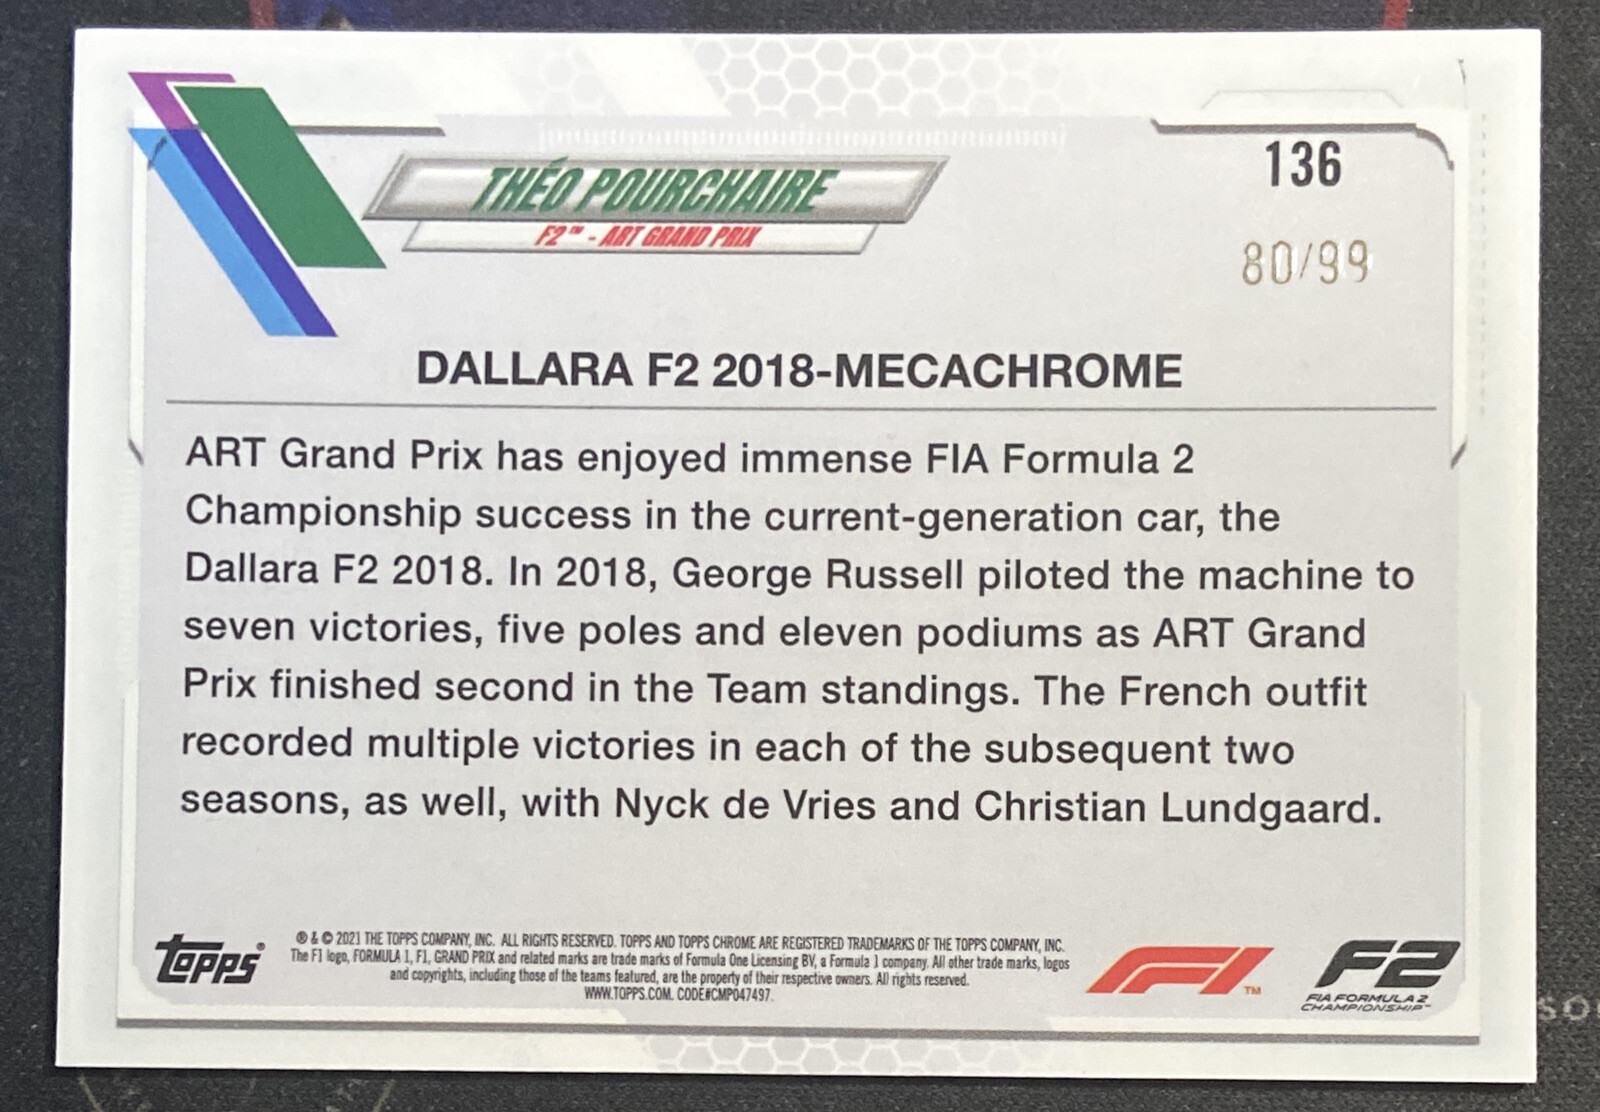 THÉO POURCHAIRE
F2™ - ART GRAND PRIX
136
80/99
DALLARA F2 2018-MECACHROME
ART Grand Prix has enjoyed immense FIA Formula 2
Championship success in the current-generation car, the
Dallara F2 2018. In 2018, George Russell piloted the machine to
seven victories, five poles and eleven podiums as ART Grand
Prix finished second in the Team standings. The French outfit
recorded multiple victories in each of the subsequent two
seasons, as well, with Nyck de Vries and Christian Lundgaard.
topps®
® & © 2021 THE TOPPS COMPANY, INC. ALL RIGHTS RESERVED. TOPPS AND TOPPS CHROME ARE REGISTERED TRADEMARKS OF THE TOPPS COMPANY, INC.
The F1 logo, FORMULA 1, F1, GRAND PRIX and related marks are trade marks of Formula One Licensing BV, a Formula 1 company. All other trade marks, logos
and copyrights, including those of the teams featured, are the property of their respective owners. All rights reserved.
WWW.TOPPS.COM. CODE#CMP047497.
F1™
F2
FIA FORMULA 2
CHAMPIONSHIP™